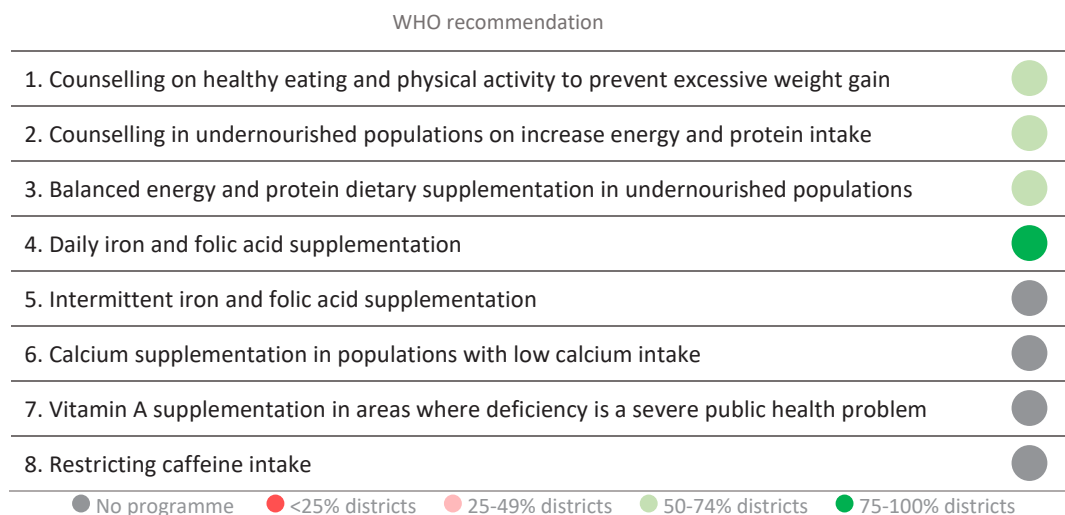 WHO recommendation
1. Counselling on healthy eating and physical activity to prevent excessive weight gain
2. Counselling in undernourished populations on increase energy and protein intake
3. Balanced energy and protein dietary supplementation in undernourished populations
4. Daily iron and folic acid supplementation
5. Intermittent iron and folic acid supplementation
6. Calcium supplementation in populations with low calcium intake
7. Vitamin A supplementation in areas where deficiency is a severe public health problem
8. Restricting caffeine intake
No programme <25% districts 25-49% districts 50-74% districts 75-100% districts